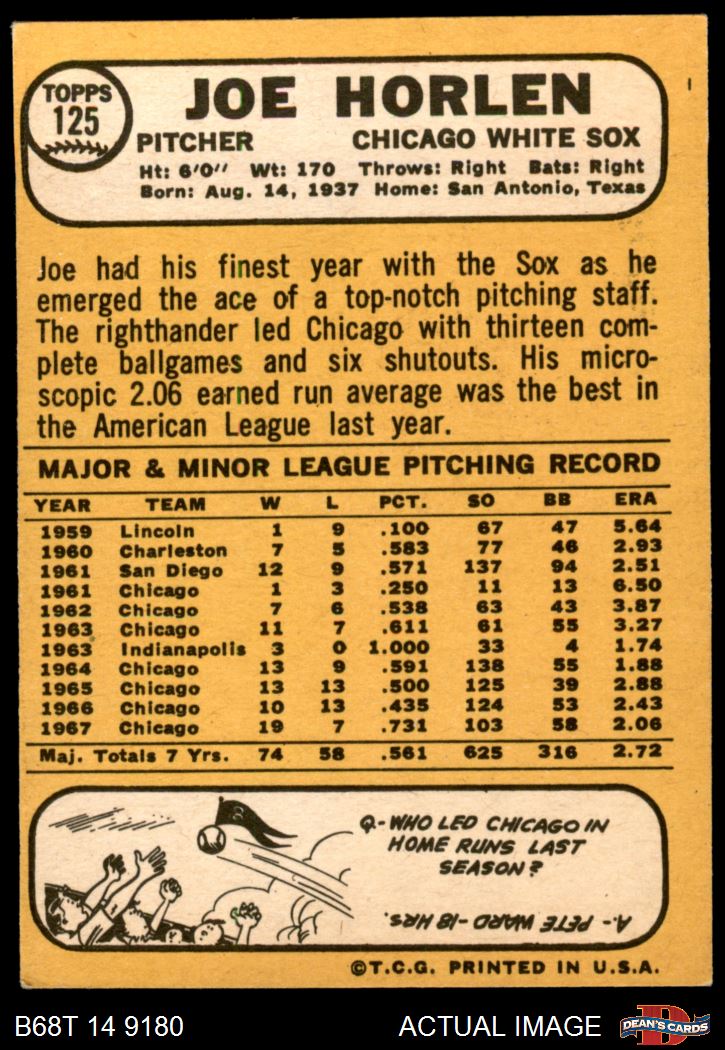 TOPPS
125
JOE HORLEN
PITCHER CHICAGO WHITE SOX
Ht: 6'0" Wt: 170 Throws: Right Bats: Right
Born: Aug. 14, 1937 Home: San Antonio, Texas
Joe had his finest year with the Sox as he
emerged the ace of a top-notch pitching staff.
The righthander led Chicago with thirteen com-
plete ballgames and six shutouts. His micro-
scopic 2.06 earned run average was the best in
the American League last year.
MAJOR & MINOR LEAGUE PITCHING RECORD
YEAR TEAM W L PCT. SO BB ERA
1959 Lincoln 1 9 .100 67 47 5.64
1960 Charleston 7 5 .583 77 46 2.93
1961 San Diego 12 9 .571 137 94 2.51
1961 Chicago 1 3 .250 11 13 6.50
1962 Chicago 7 6 .538 63 43 3.87
1963 Chicago 11 7 .611 61 55 3.27
1963 Indianapolis 3 0 1.000 33 4 1.74
1964 Chicago 13 9 .591 138 55 1.88
1965 Chicago 13 13 .500 125 39 2.88
1966 Chicago 10 13 .435 124 53 2.43
1967 Chicago 19 7 .731 103 58 2.06
Maj. Totals 7 Yrs. 74 58 .561 625 316 2.72
Q-WHO LED CHICAGO IN
HOME RUNS LAST
SEASON?
A.-PETE WARD-18 HRS.
©T.C.G. PRINTED IN U.S.A.
B68T 14 9180 ACTUAL IMAGE
DEAN'S CARDS